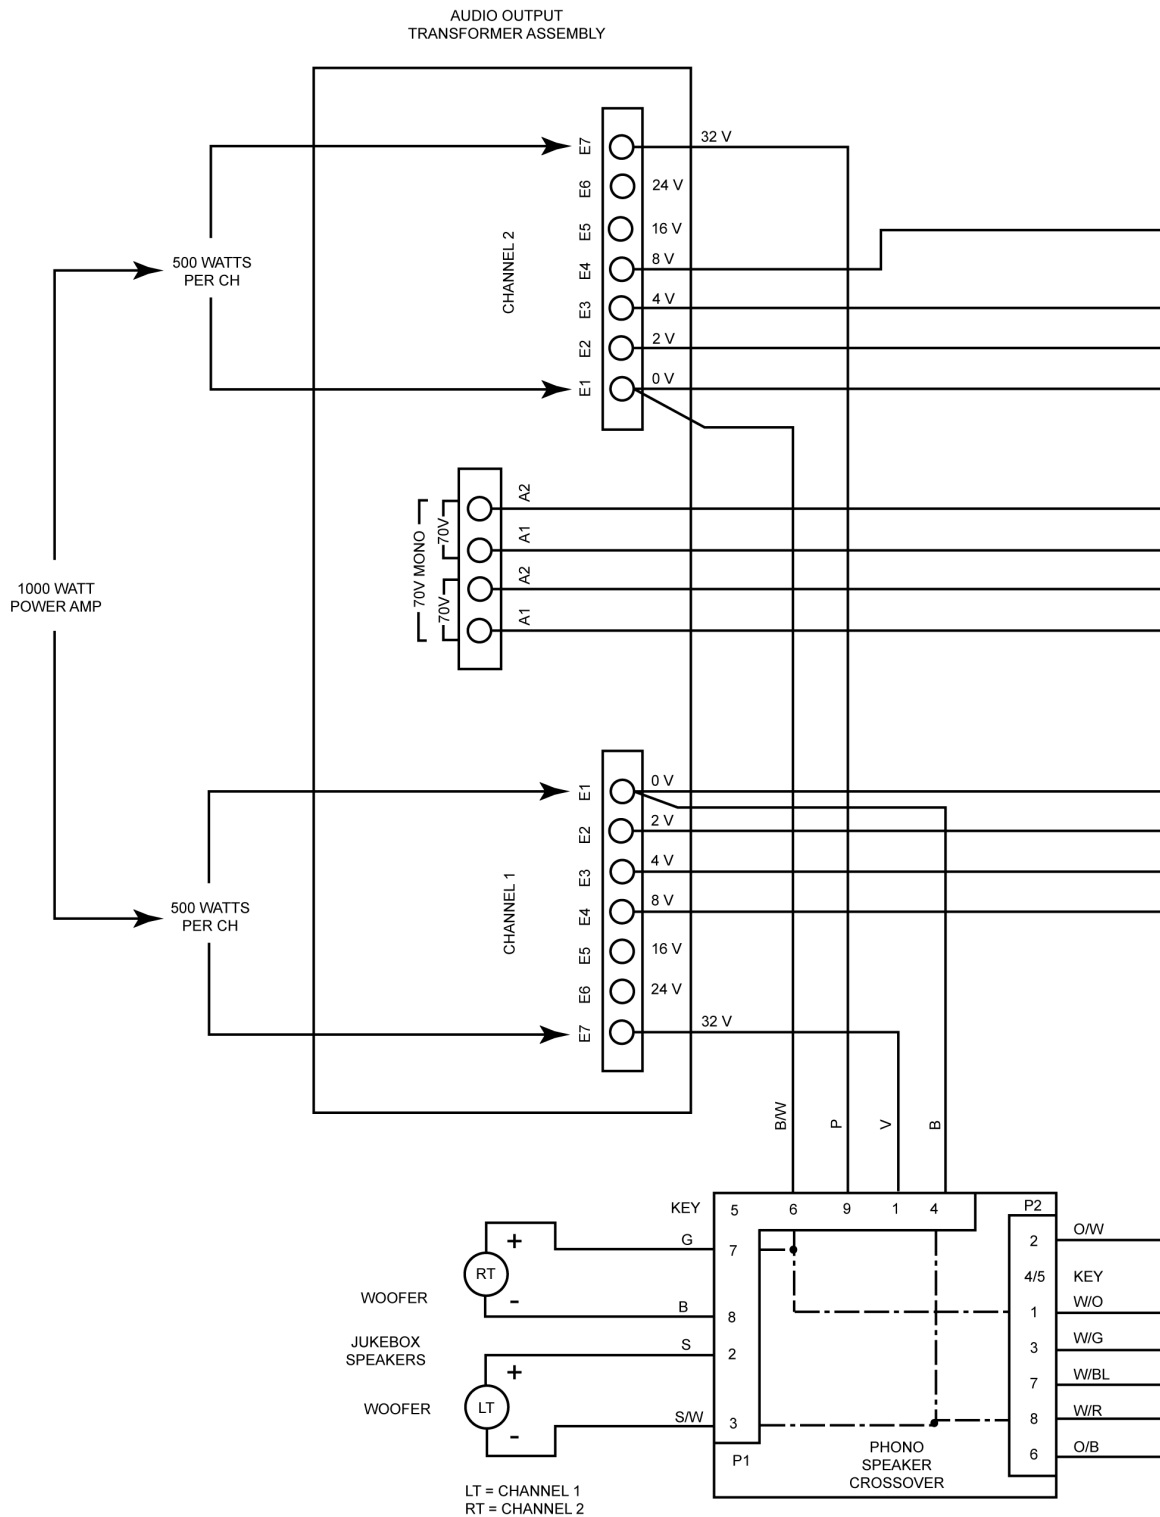 AUDIO OUTPUT
TRANSFORMER ASSEMBLY
E7
32 V
E6
24 V
E5
16 V
E4
8 V
E3
4 V
E2
2 V
E1
0 V
CHANNEL 2
500 WATTS
PER CH
70V MONO
70V
70V
A2
A1
A2
A1
1000 WATT
POWER AMP
E1
0 V
E2
2 V
E3
4 V
E4
8 V
E5
16 V
E6
24 V
E7
32 V
CHANNEL 1
500 WATTS
PER CH
B/W
P
V
B
KEY
5
6
9
1
4
P2
G
7
2
O/W
+
RT
-
4/5
KEY
WOOFER
B
8
1
W/O
JUKEBOX
SPEAKERS
S
2
3
W/G
+
LT
-
7
W/BL
WOOFER
S/W
3
8
W/R
6
O/B
P1
PHONO
SPEAKER
CROSSOVER
LT = CHANNEL 1
RT = CHANNEL 2